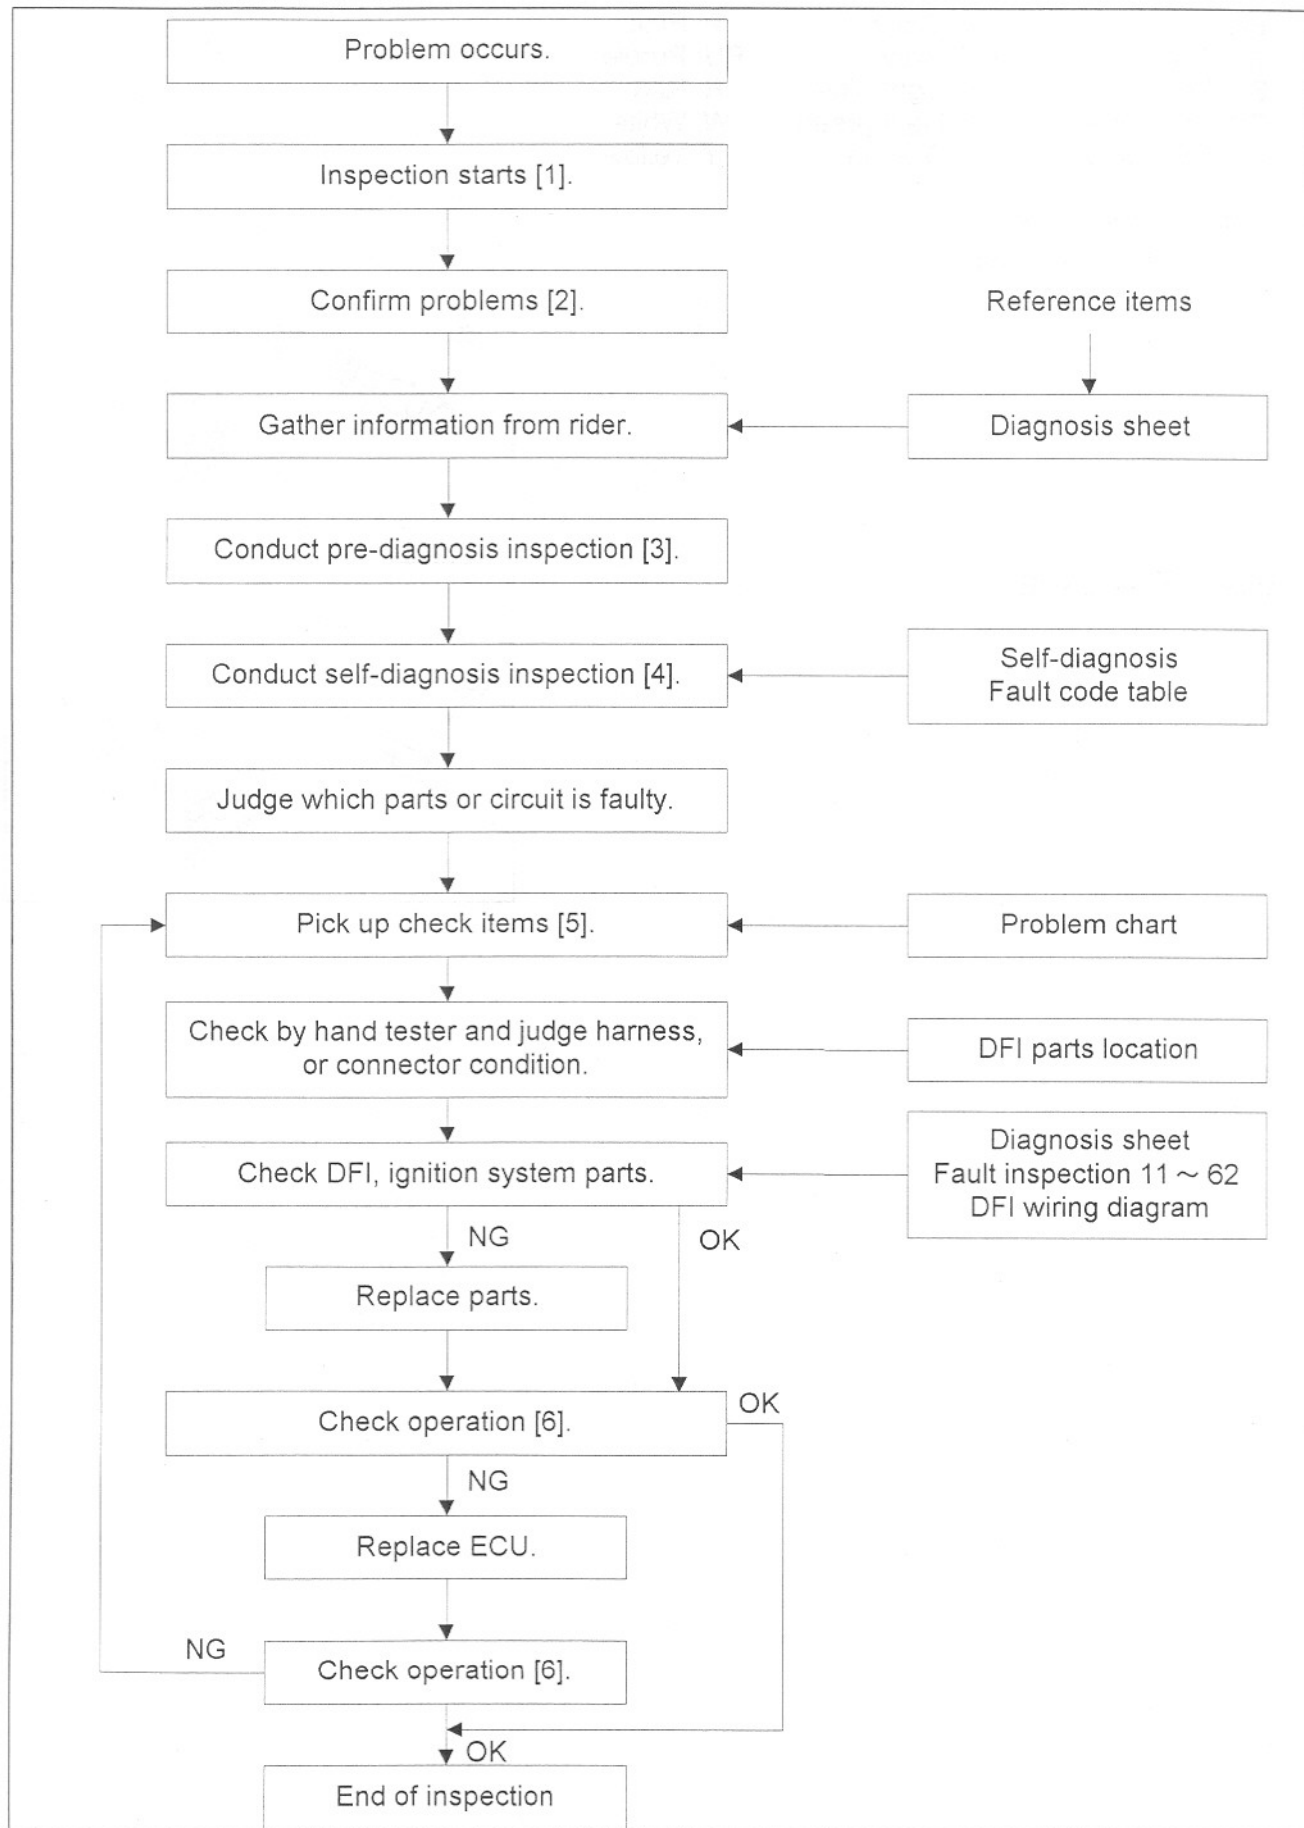 Problem occurs.
Inspection starts [1].
Confirm problems [2].
Reference items
Gather information from rider.
Diagnosis sheet
Conduct pre-diagnosis inspection [3].
Conduct self-diagnosis inspection [4].
Self-diagnosis
Fault code table
Judge which parts or circuit is faulty.
Pick up check items [5].
Problem chart
Check by hand tester and judge harness,
or connector condition.
DFI parts location
Check DFI, ignition system parts.
Diagnosis sheet
Fault inspection 11 ~ 62
DFI wiring diagram
NG
OK
Replace parts.
Check operation [6].
OK
NG
Replace ECU.
NG
Check operation [6].
OK
End of inspection